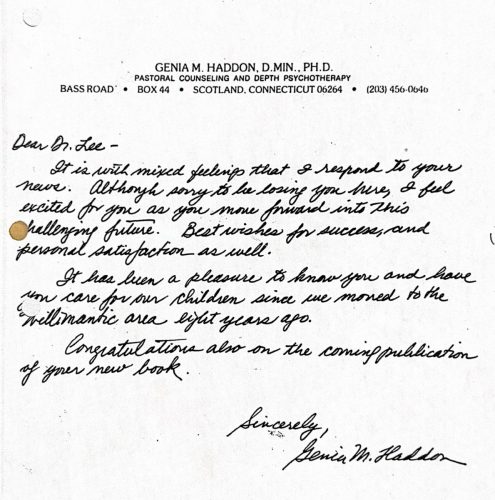 GENIA M. HADDON, D.MIN., PH.D.
PASTORAL COUNSELING AND DEPTH PSYCHOTHERAPY
BASS ROAD • BOX 44 • SCOTLAND, CONNECTICUT 06264 • (203) 456-0646
Dear Dr. Lee -
It is with mixed feelings that I respond to your
news. Although sorry to be losing you here, I feel
excited for you as you move forward into this
challenging future. Best wishes for success, and
personal satisfaction as well.
It has been a pleasure to know you and have
you care for our children since we moved to the
Willimantic area eight years ago.
Congratulations also on the coming publication
of your new book.
Sincerely,
Genia M. Haddon